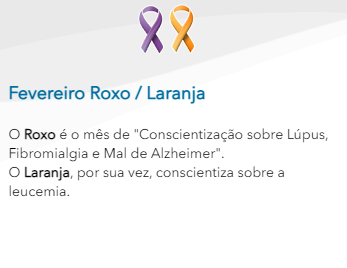 Fevereiro Roxo / Laranja
O Roxo é o mês de "Conscientização sobre Lúpus,
Fibromialgia e Mal de Alzheimer".
O Laranja, por sua vez, conscientiza sobre a
leucemia.